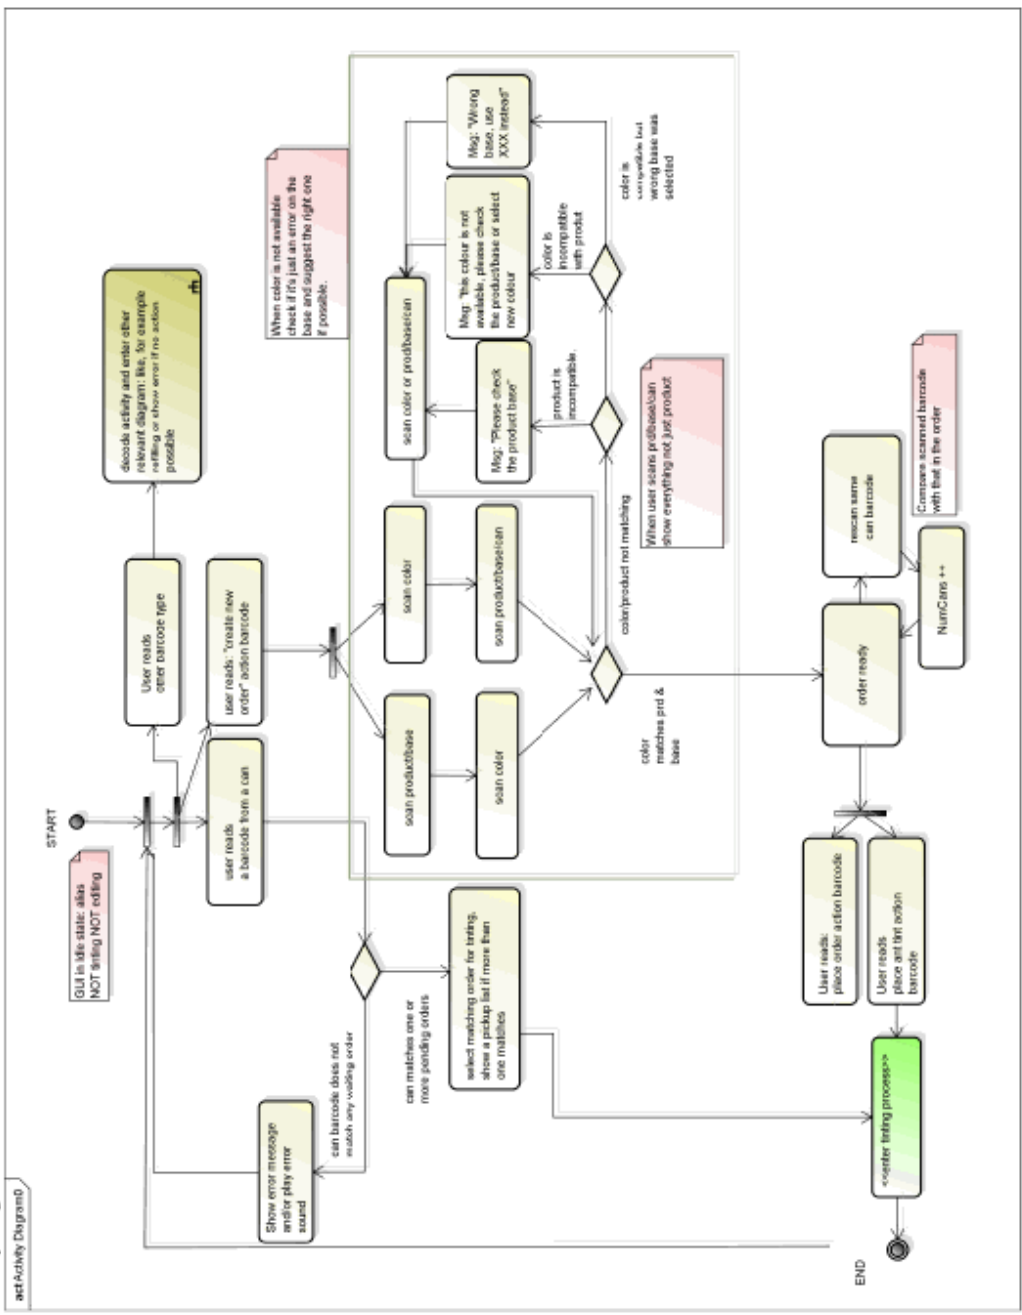 act Activity Diagram0
START
GUI in Idle state: alias
NOT tinting NOT editing
User reads
other barcode type
decode activity and enter other
relevant diagram: like, for example
refilling or show error if no action
possible
user reads: "create new
order" action barcode
user reads
a barcode from a can
Show error message
and/or play error
sound
can barcode does not
match any waiting order
can matches one or
more pending orders
select matching order for tinting,
show a pickup list if more than
one matches
When color is not available
check if it's just an error on the
base and suggest the right one
if possible.
scan product/base
scan color
scan color
scan product/base/can
scan color or prod/base/can
Msg: "Please check
the product base"
Msg: "this colour is not
available, please check
the product/base or select
new colour
Msg: "Wrong
base, use
XXX instead"
product is
incompatible.
color is
incompatible
with produt
color is
compatible but
wrong base was
selected
color/product not matching
When user scans prd/base/can
show everything not just product
color
matches prd &
base
order ready
rescan same
can barcode
NumCans ++
Compare scanned barcode
with that in the order
User reads:
place order action barcode
User reads
place ant tint action
barcode
<<enter tinting process>>
END